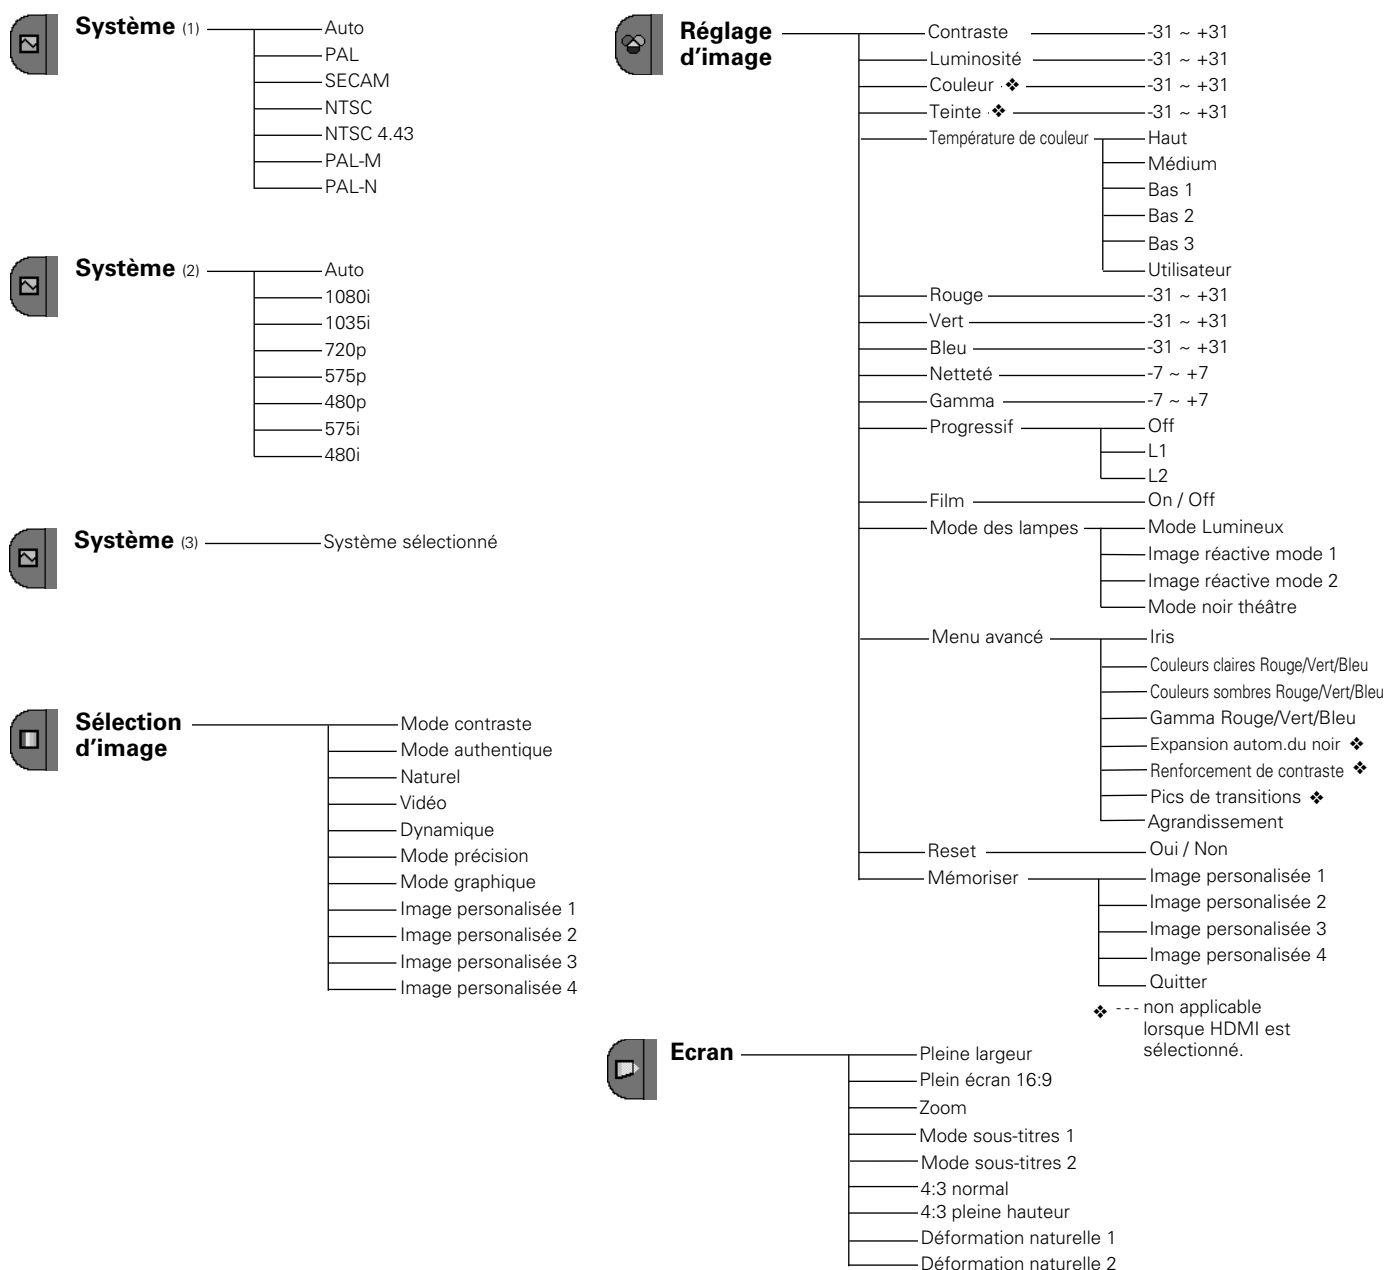 Système (1)
Auto
PAL
SECAM
NTSC
NTSC 4.43
PAL-M
PAL-N
Système (2)
Auto
1080i
1035i
720p
575p
480p
575i
480i
Système (3)
Système sélectionné
Sélection
d'image
Mode contraste
Mode authentique
Naturel
Vidéo
Dynamique
Mode précision
Mode graphique
Image personalisée 1
Image personalisée 2
Image personalisée 3
Image personalisée 4
Réglage
d'image
Contraste -31 ~ +31
Luminosité -31 ~ +31
Couleur ❖ -31 ~ +31
Teinte ❖ -31 ~ +31
Température de couleur Haut
Médium
Bas 1
Bas 2
Bas 3
Utilisateur
Rouge -31 ~ +31
Vert -31 ~ +31
Bleu -31 ~ +31
Netteté -7 ~ +7
Gamma -7 ~ +7
Progressif Off
L1
L2
Film On / Off
Mode des lampes Mode Lumineux
Image réactive mode 1
Image réactive mode 2
Mode noir théâtre
Menu avancé Iris
Couleurs claires Rouge/Vert/Bleu
Couleurs sombres Rouge/Vert/Bleu
Gamma Rouge/Vert/Bleu
Expansion autom.du noir ❖
Renforcement de contraste ❖
Pics de transitions ❖
Agrandissement
Reset Oui / Non
Mémoriser Image personalisée 1
Image personalisée 2
Image personalisée 3
Image personalisée 4
Quitter
❖ --- non applicable
lorsque HDMI est
sélectionné.
Ecran
Pleine largeur
Plein écran 16:9
Zoom
Mode sous-titres 1
Mode sous-titres 2
4:3 normal
4:3 pleine hauteur
Déformation naturelle 1
Déformation naturelle 2